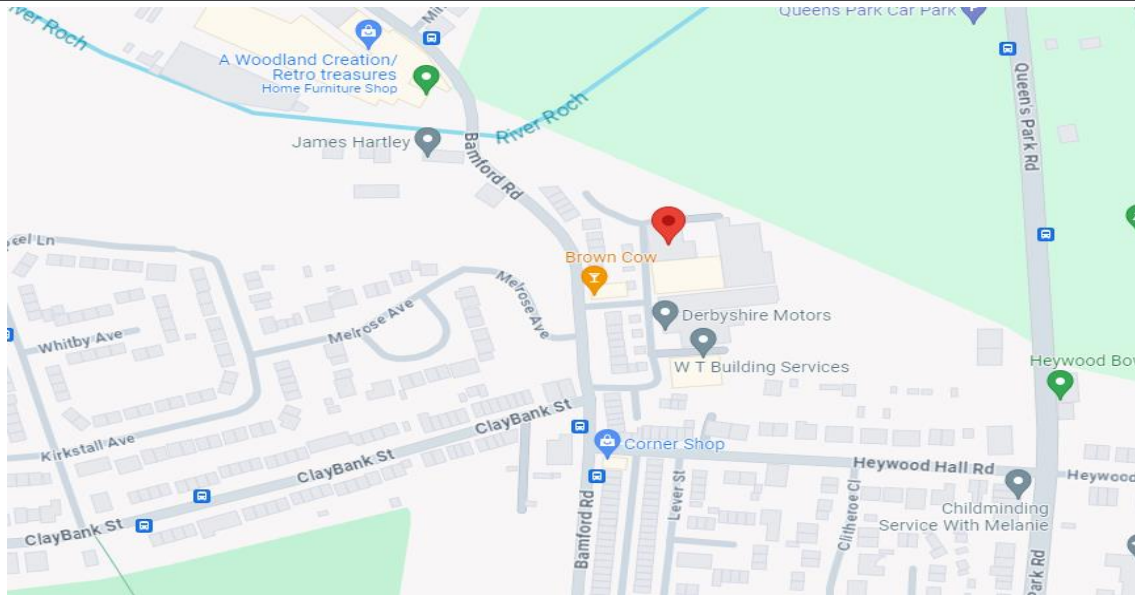 Queens Park Car Park
River Roch
A Woodland Creation/
Retro treasures
Home Furniture Shop
River Roch
James Hartley
Bamford Rd
Queen's Park Rd
Brown Cow
Melrose Ave
Melrose Ave
Whitby Ave
Derbyshire Motors
W T Building Services
Heywood Bow
ClayBank St
Kirkstall Ave
Corner Shop
ClayBank St
Heywood Hall Rd
Heywood
Lever St
Clitheroe Cl
Childminding
Service With Melanie
Bamford Rd
ClayBank St
Park Rd